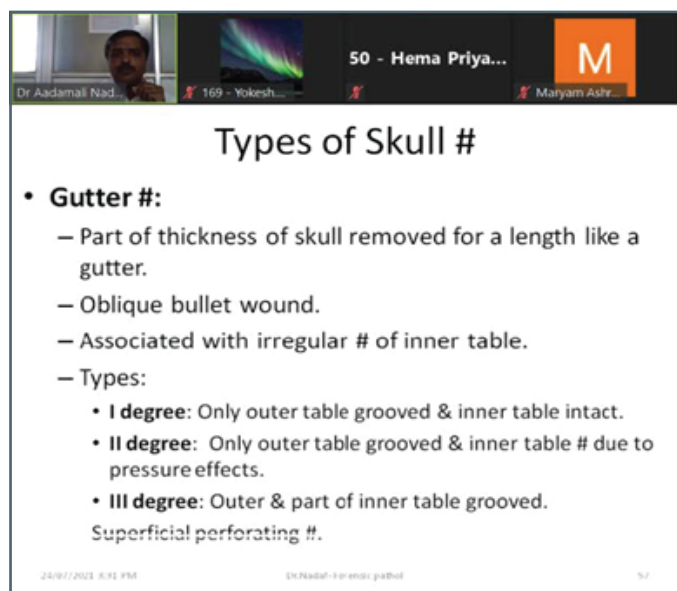 50 - Hema Priya...
M
Dr Aadamali Nad...
169 - Yokesh...
Maryam Ashr...
Types of Skull #
• Gutter #:
– Part of thickness of skull removed for a length like a
gutter.
– Oblique bullet wound.
– Associated with irregular # of inner table.
– Types:
• I degree: Only outer table grooved & inner table intact.
• II degree: Only outer table grooved & inner table # due to
pressure effects.
• III degree: Outer & part of inner table grooved.
Superficial perforating #.
24/07/2021 3:31 PM
Dr.Nadaf-Forensic pathol
57